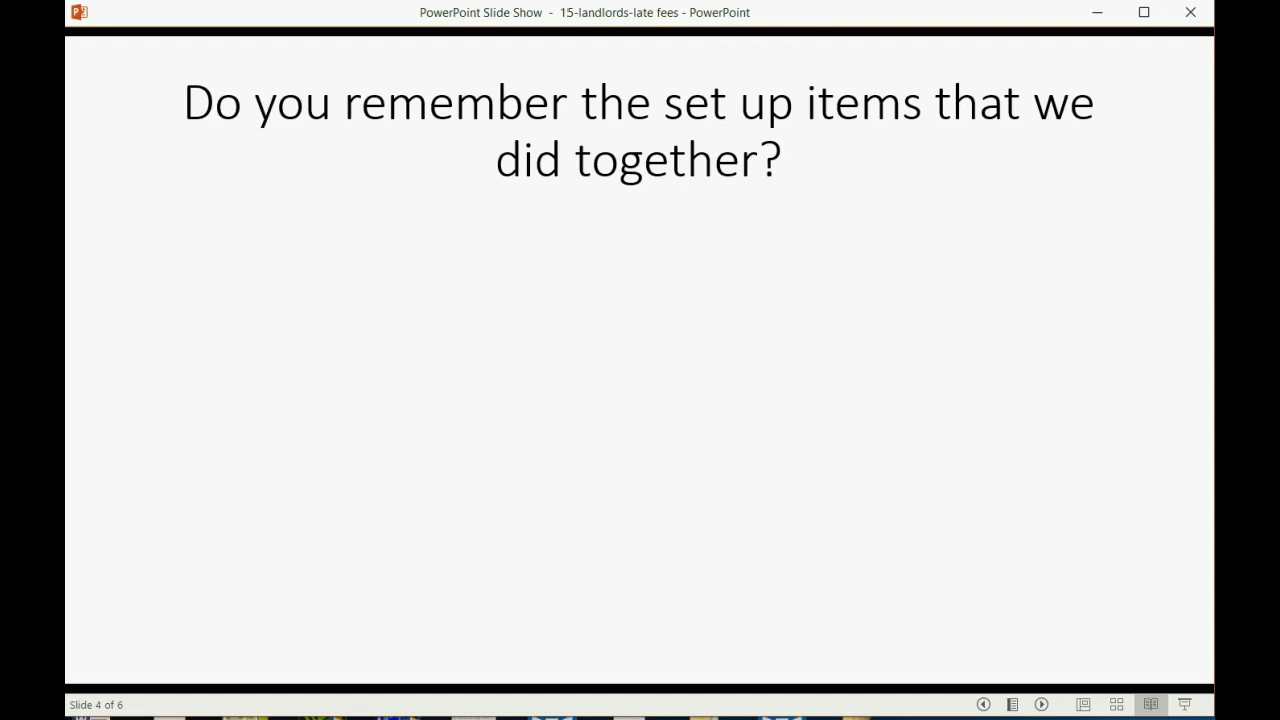 PowerPoint Slide Show - 15-landlords-late fees - PowerPoint
Do you remember the set up items that we
did together?
Slide 4 of 6